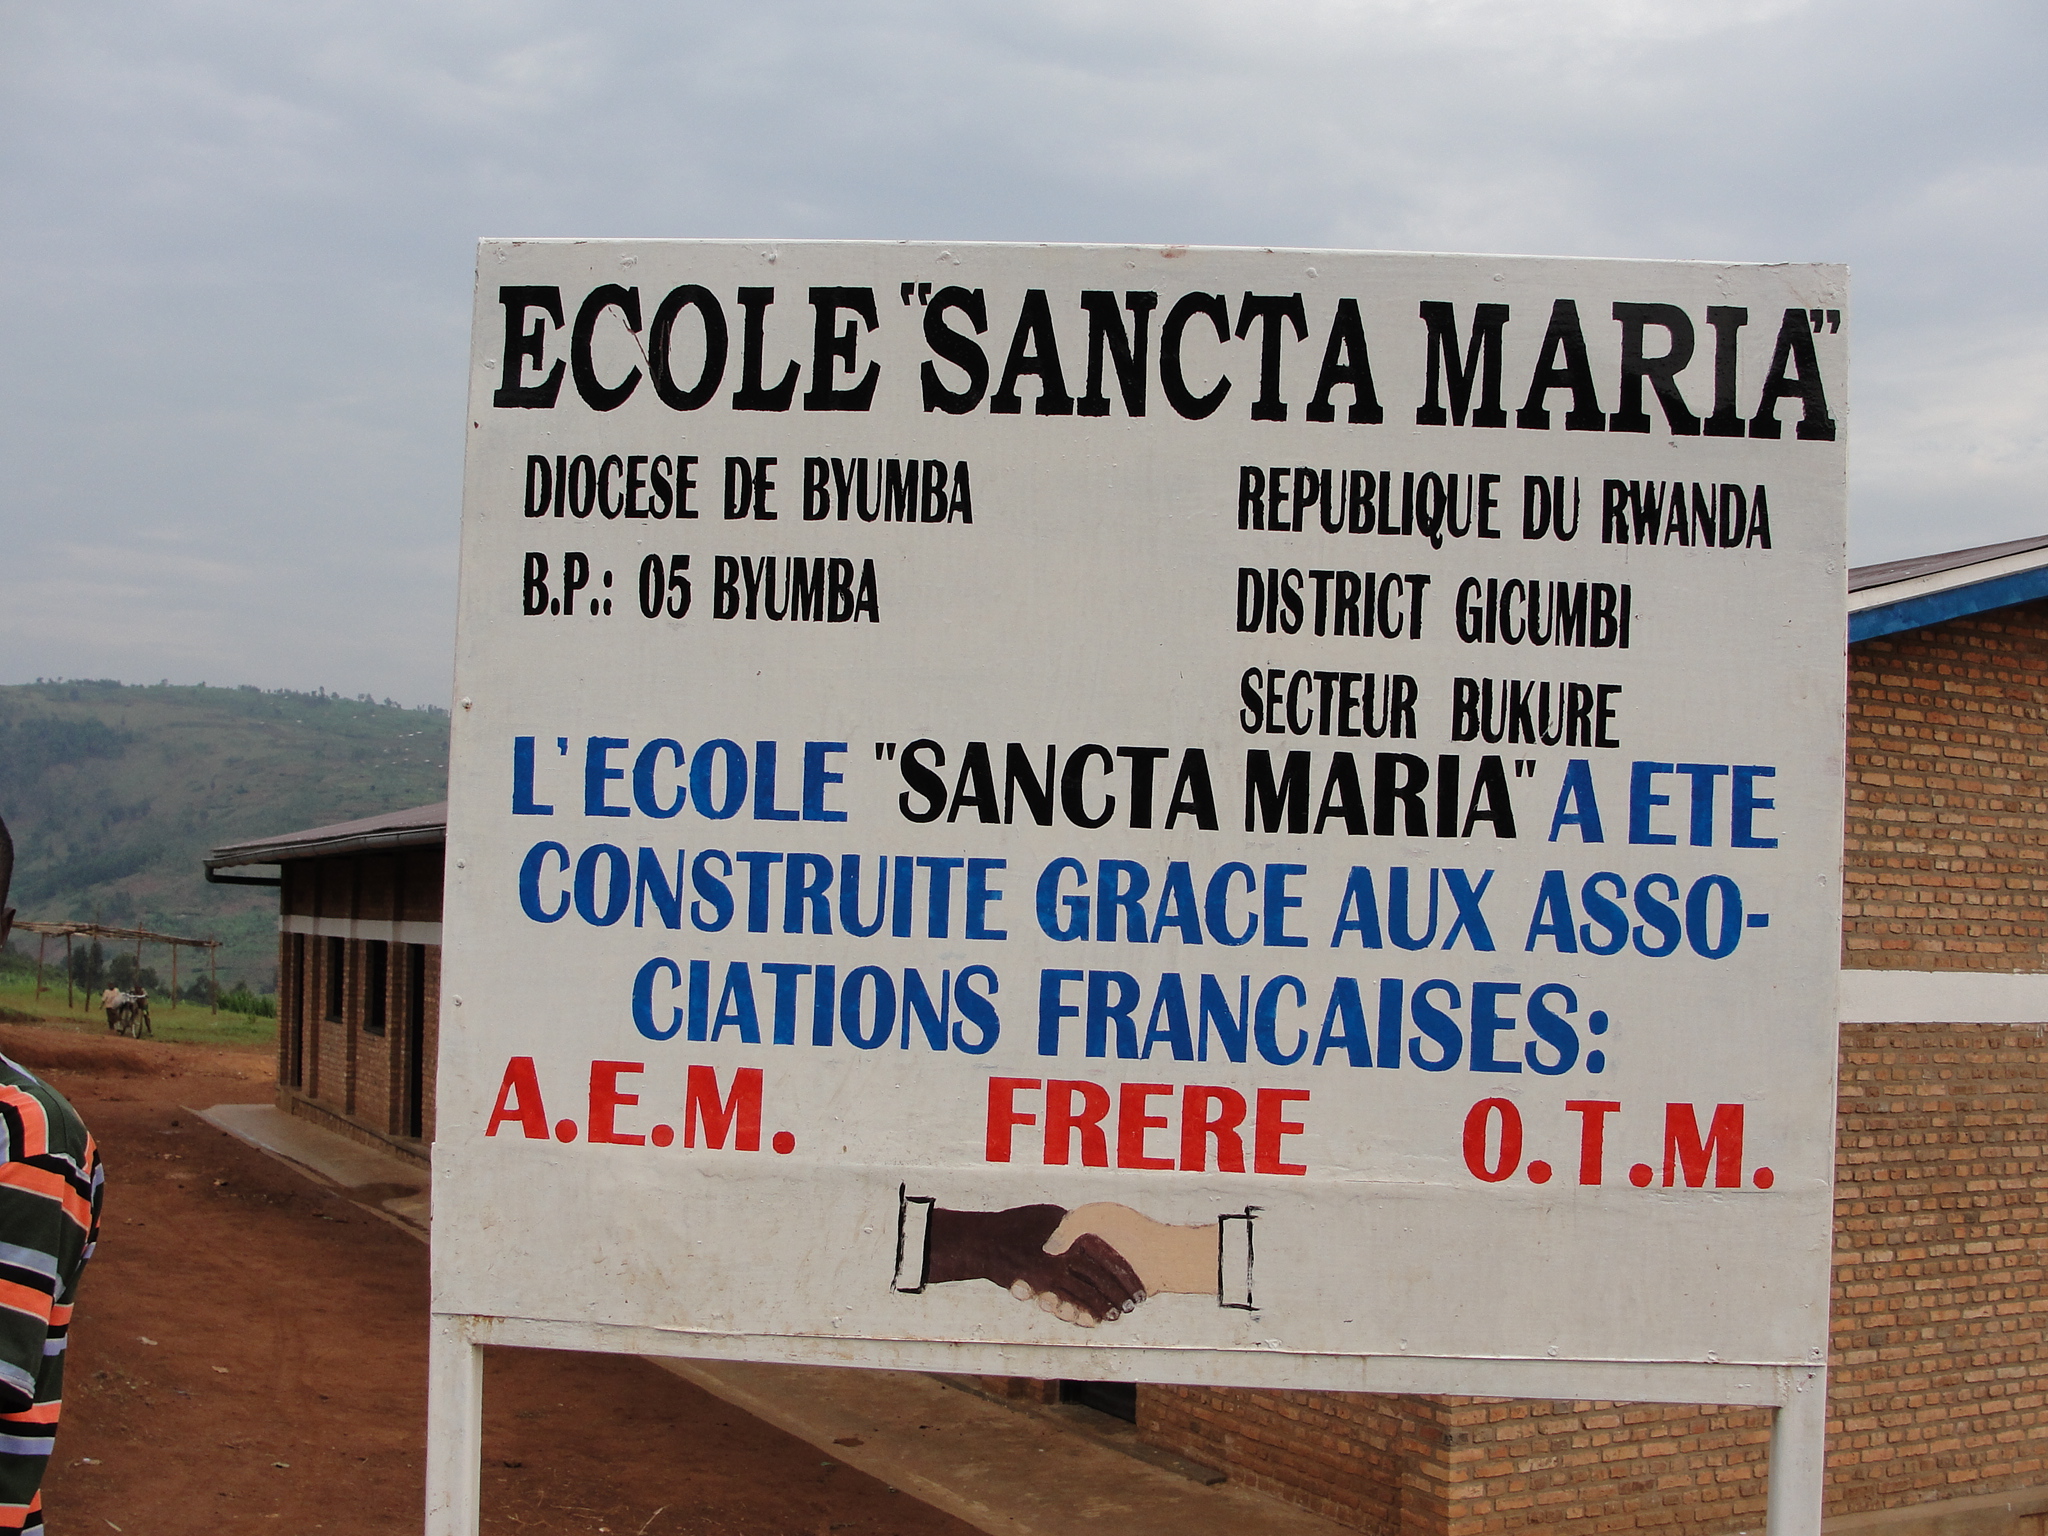 ECOLE "SANCTA MARIA"
DIOCESE DE BYUMBA
B.P.: 05 BYUMBA
REPUBLIQUE DU RWANDA
DISTRICT GICUMBI
SECTEUR BUKURE
L'ECOLE "SANCTA MARIA" A ETE
CONSTRUITE GRACE AUX ASSO-
CIATIONS FRANCAISES:
A.E.M. FRERE O.T.M.